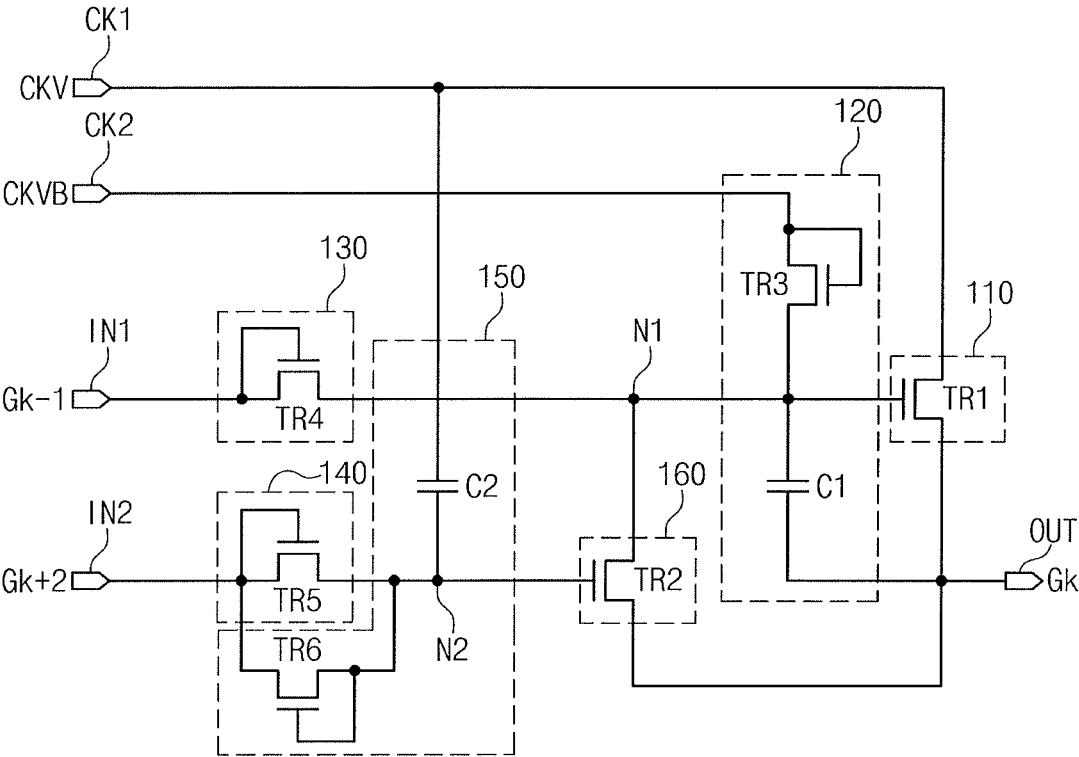 CK1
CKV
CK2
CKVB
120
130
150
TR3
110
IN1
N1
Gk-1
TR4
TR1
140
C2
160
C1
IN2
OUT
Gk+2
TR5
TR2
Gk
TR6
N2